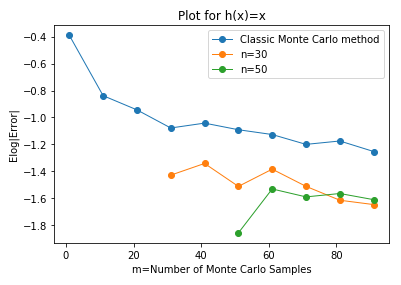 Plot for h(x)=x
Classic Monte Carlo method
n=30
n=50
Elog|Error|
−0.4
−0.6
−0.8
−1.0
−1.2
−1.4
−1.6
−1.8
0 20 40 60 80
m=Number of Monte Carlo Samples